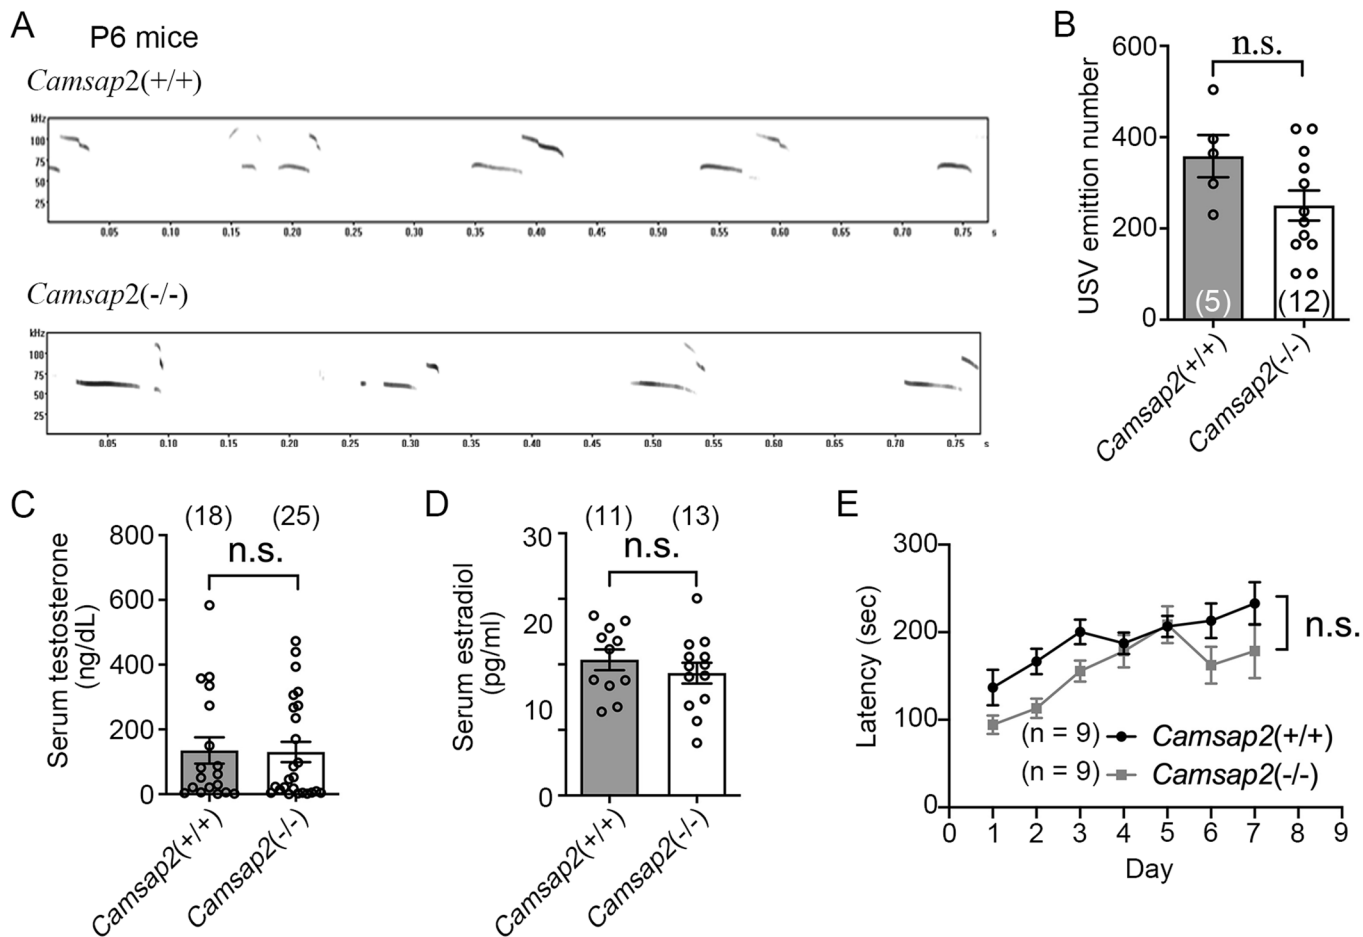 A
P6 mice
Camsap2(+/+)
kHz
100
75
50
25
0.05 0.10 0.15 0.20 0.25 0.30 0.35 0.40 0.45 0.50 0.55 0.60 0.65 0.70 0.75 s
Camsap2(-/-)
kHz
100
75
50
25
0.05 0.10 0.15 0.20 0.25 0.30 0.35 0.40 0.45 0.50 0.55 0.60 0.65 0.70 0.75 s
B
USV emittion number
600
400
200
0
n.s.
(5) (12)
Camsap2(+/+) Camsap2(-/-)
C
Serum testosterone
(ng/dL)
800
600
400
200
0
(18) (25)
n.s.
Camsap2(+/+) Camsap2(-/-)
D
Serum estradiol
(pg/ml)
30
20
10
0
(11) (13)
n.s.
Camsap2(+/+) Camsap2(-/-)
E
Latency (sec)
300
200
100
0
n.s.
(n = 9) Camsap2(+/+)
(n = 9) Camsap2(-/-)
0 1 2 3 4 5 6 7 8 9
Day